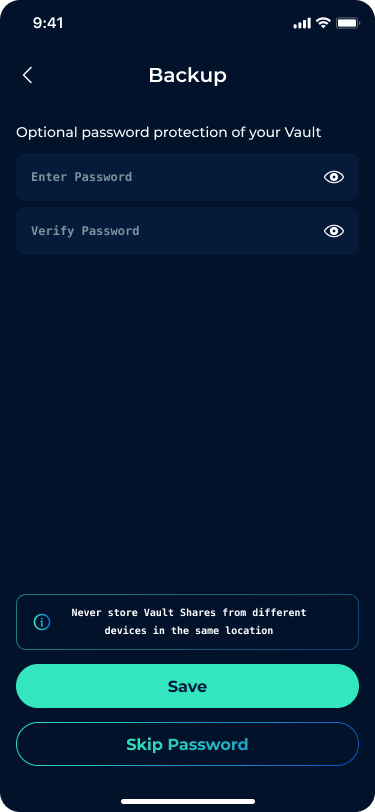 9:41
Backup
Optional password protection of your Vault
Enter Password
Verify Password
Never store Vault Shares from different
devices in the same location
Save
Skip Password